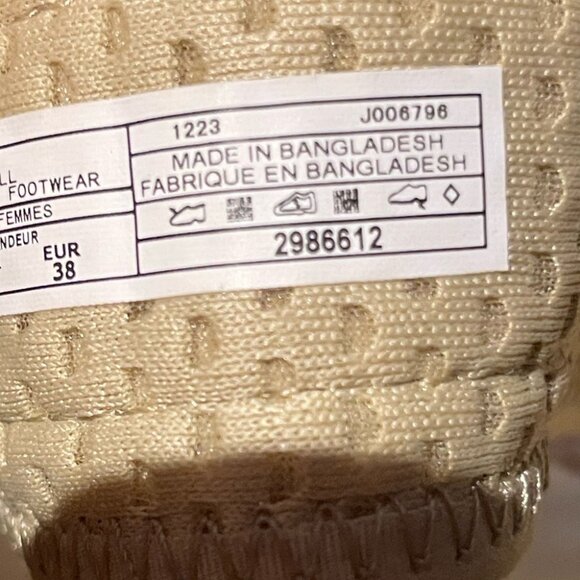 LL
FOOTWEAR
FEMMES
NDEUR
EUR
38
1223 J006796
MADE IN BANGLADESH
FABRIQUE EN BANGLADESH
2986612